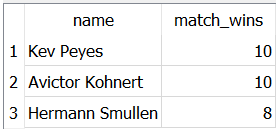 name match_wins
1 Kev Peyes 10
2 Avictor Kohnert 10
3 Hermann Smullen 8